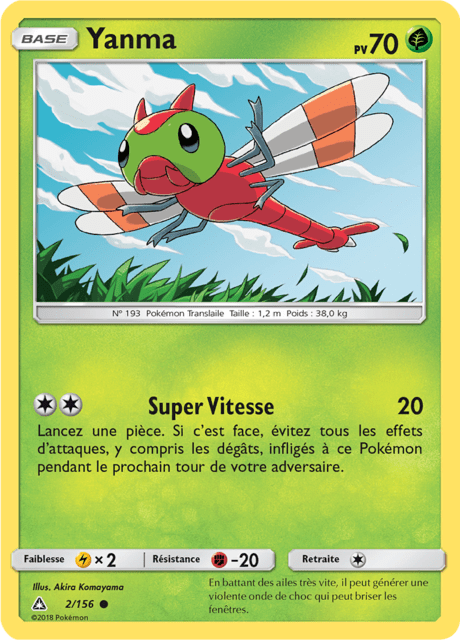 BASE Yanma PV 70
N° 193 Pokémon Translaile Taille : 1,2 m Poids : 38,0 kg
Super Vitesse 20
Lancez une pièce. Si c'est face, évitez tous les effets
d'attaques, y compris les dégâts, infligés à ce Pokémon
pendant le prochain tour de votre adversaire.
Faiblesse ×2 Résistance -20 Retraite
Illus. Akira Komayama
2/156
©2018 Pokémon
En battant des ailes très vite, il peut générer une
violente onde de choc qui peut briser les
fenêtres.